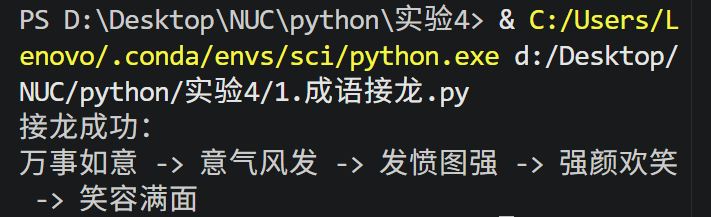 PS D:\Desktop\NUC\python\实验4> & C:/Users/L
enovo/.conda/envs/sci/python.exe d:/Desktop/
NUC/python/实验4/1.成语接龙.py
接龙成功：
万事如意 -> 意气风发 -> 发愤图强 -> 强颜欢笑
 -> 笑容满面